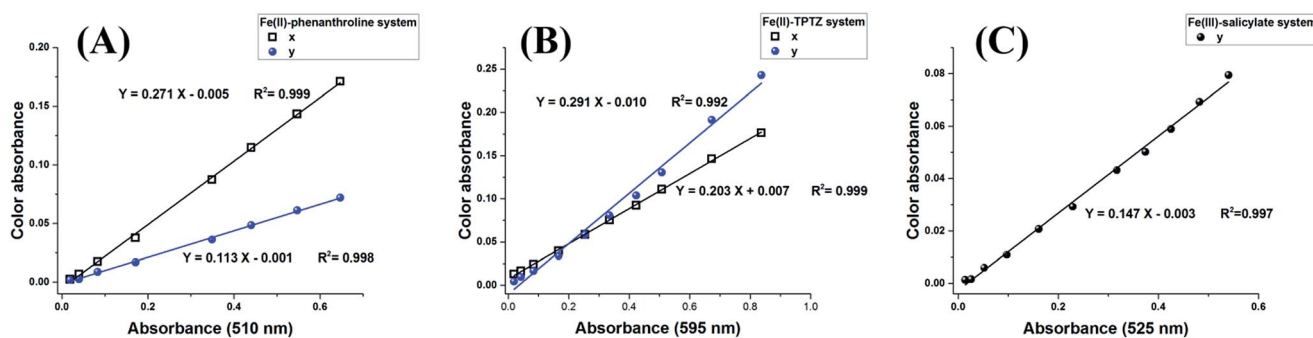 (A)
Fe(II)-phenanthroline system
x
y
Y = 0.271 X - 0.005 R²= 0.999
Y = 0.113 X - 0.001 R²= 0.998
Color absorbance
0.20
0.15
0.10
0.05
0.00
0.0 0.2 0.4 0.6
Absorbance (510 nm)
(B)
Fe(II)-TPTZ system
x
y
Y = 0.291 X - 0.010 R²= 0.992
Y = 0.203 X + 0.007 R²= 0.999
Color absorbance
0.25
0.20
0.15
0.10
0.05
0.00
0.0 0.2 0.4 0.6 0.8 1.0
Absorbance (595 nm)
(C)
Fe(III)-salicylate system
y
Y = 0.147 X - 0.003 R²=0.997
Color absorbance
0.08
0.06
0.04
0.02
0.00
0.0 0.2 0.4 0.6
Absorbance (525 nm)